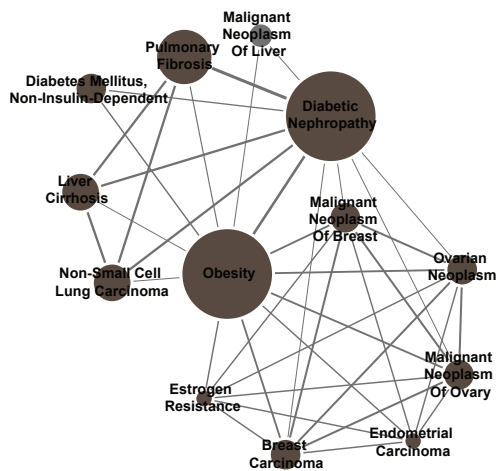 Malignant
Neoplasm
Of Liver
Pulmonary
Fibrosis
Diabetes Mellitus,
Non-Insulin-Dependent
Diabetic
Nephropathy
Liver
Cirrhosis
Malignant
Neoplasm
Of Breast
Non-Small Cell
Lung Carcinoma
Obesity
Ovarian
Neoplasm
Malignant
Neoplasm
Of Ovary
Estrogen
Resistance
Endometrial
Carcinoma
Breast
Carcinoma